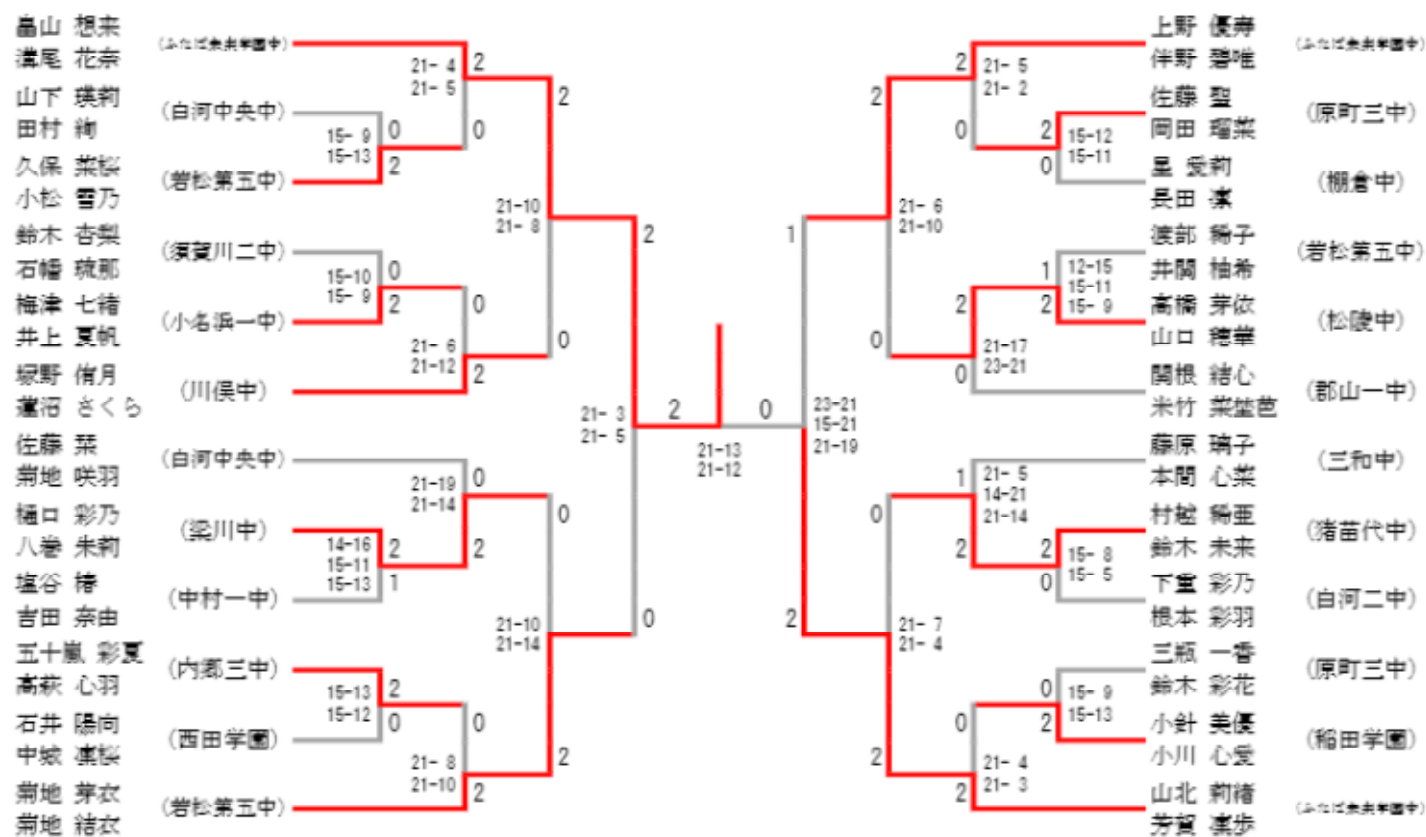 畠山 想来
溝尾 花奈
(ふたば未来学園中)
山下 瑛莉
田村 絢
(白河中央中)
久保 菜桜
小松 雪乃
(若松第五中)
鈴木 杏梨
石幡 琉那
(須賀川二中)
梅津 七緒
井上 夏帆
(小名浜一中)
塚野 侑月
蓮沼 さくら
(川俣中)
佐藤 栞
菊地 咲羽
(白河中央中)
樋口 彩乃
八巻 朱莉
(梁川中)
塩谷 椿
吉田 奈由
(中村一中)
五十嵐 彩夏
高萩 心羽
(内郷三中)
石井 陽向
中城 凛桜
(西田学園)
菊地 芽衣
菊地 結衣
(若松第五中)
15- 9
15-13
0
2
15-10
15- 9
0
2
14-16
15-11
15-13
2
1
15-13
15-12
2
0
21- 4
21- 5
2
0
21- 6
21-12
0
2
21-19
21-14
0
2
21- 8
21-10
0
2
21-10
21- 8
2
0
21-10
21-14
0
2
21- 3
21- 5
2
0
2
0
21-13
21-12
23-21
15-21
21-19
1
2
21- 6
21-10
2
0
21- 7
21- 4
0
2
21- 5
21- 2
2
0
21-17
23-21
2
0
21- 5
14-21
21-14
1
2
21- 4
21- 3
0
2
15-12
15-11
2
0
12-15
15-11
15- 9
1
2
15- 8
15- 5
2
0
15- 9
15-13
0
2
上野 優寿
伴野 碧唯
(ふたば未来学園中)
佐藤 聖
岡田 瑠菜
(原町三中)
星 愛莉
長田 凛
(棚倉中)
渡部 稀子
井関 柚希
(若松第五中)
高橋 芽依
山口 穂華
(松陵中)
関根 結心
米竹 菜埜芭
(郡山一中)
藤原 璃子
本間 心菜
(三和中)
村越 稀亜
鈴木 未来
(猪苗代中)
下重 彩乃
根本 彩羽
(白河二中)
三瓶 一香
鈴木 彩花
(原町三中)
小針 美優
小川 心愛
(稲田学園)
山北 莉緒
芳賀 凛歩
(ふたば未来学園中)